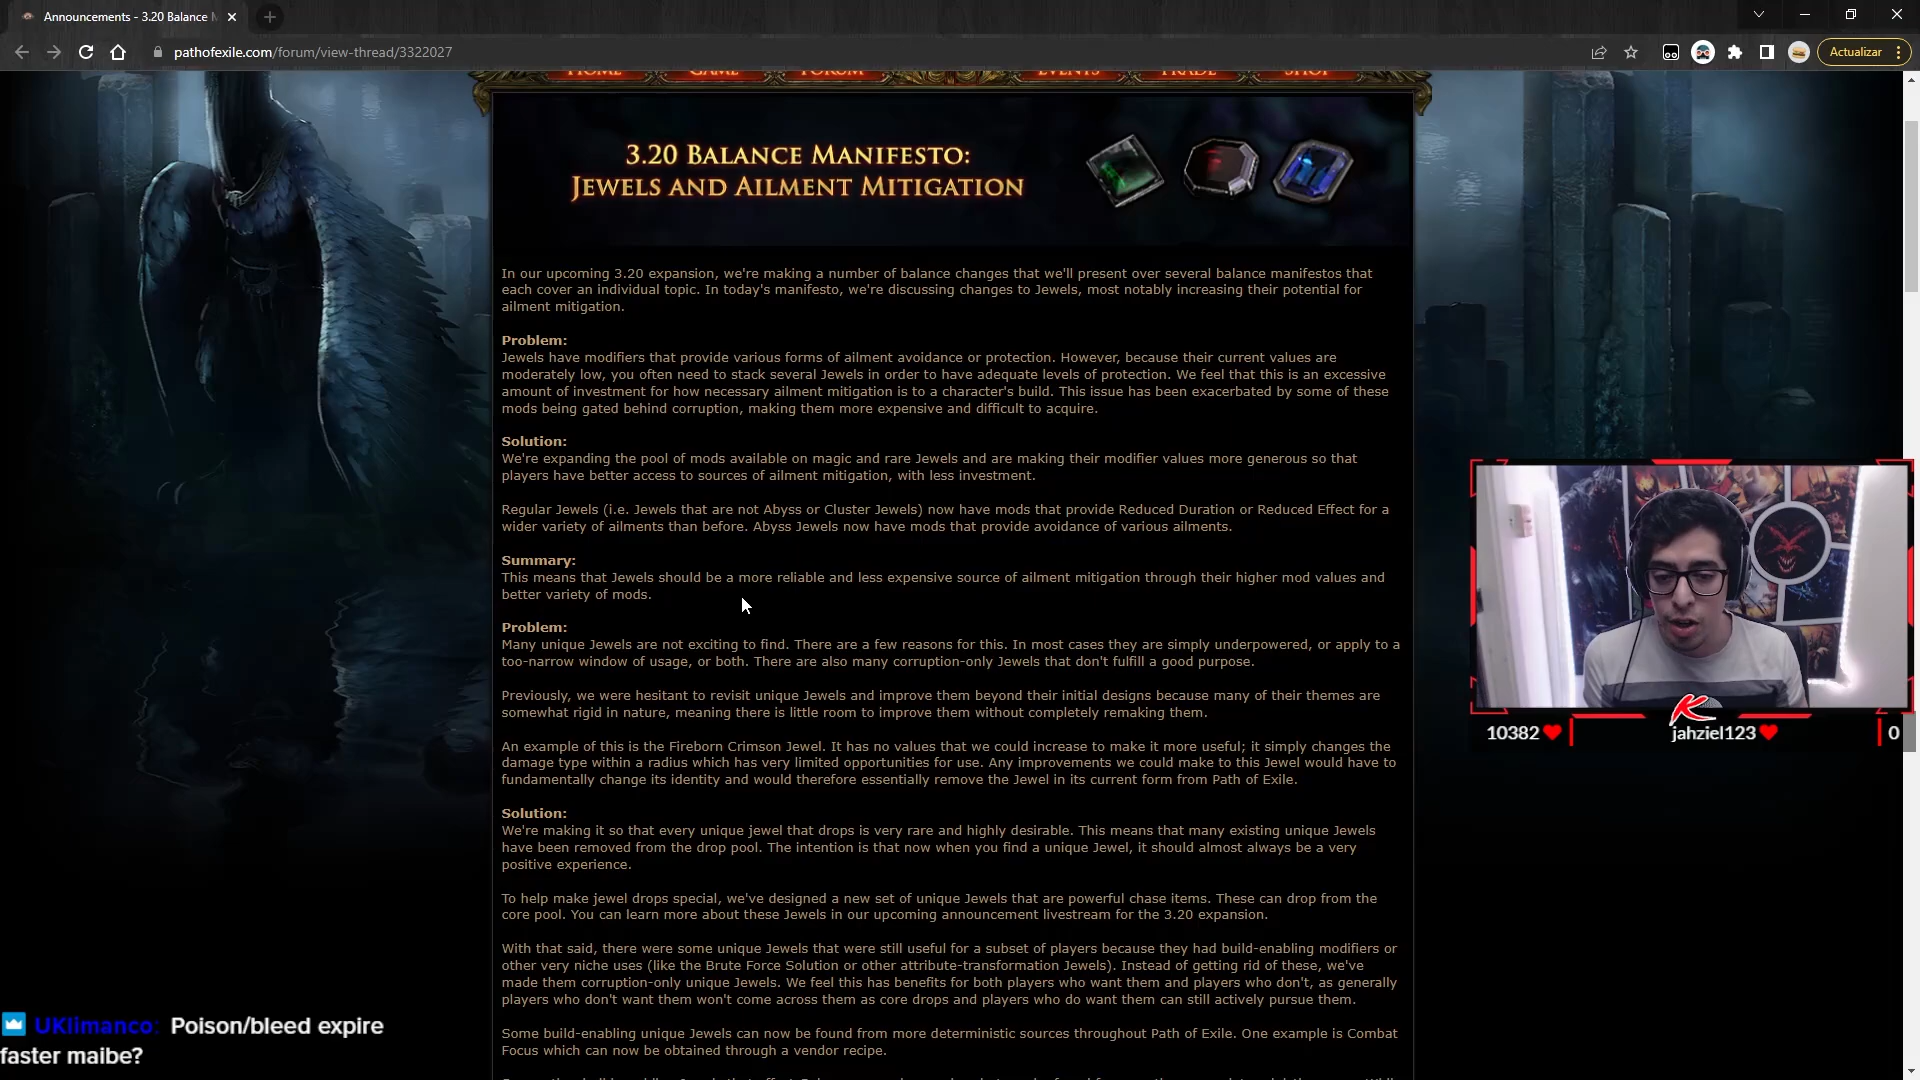 Announcements - 3.20 Balance M
pathofexile.com/forum/view-thread/3322027
Actualizar
HOME GAME FORUM EVENTS TRADE SHOP
3.20 BALANCE MANIFESTO:
JEWELS AND AILMENT MITIGATION
In our upcoming 3.20 expansion, we're making a number of balance changes that we'll present over several balance manifestos that
each cover an individual topic. In today's manifesto, we're discussing changes to Jewels, most notably increasing their potential for
ailment mitigation.
Problem:
Jewels have modifiers that provide various forms of ailment avoidance or protection. However, because their current values are
moderately low, you often need to stack several Jewels in order to have adequate levels of protection. We feel that this is an excessive
amount of investment for how necessary ailment mitigation is to a character's build. This issue has been exacerbated by some of these
mods being gated behind corruption, making them more expensive and difficult to acquire.
Solution:
We're expanding the pool of mods available on magic and rare Jewels and are making their modifier values more generous so that
players have better access to sources of ailment mitigation, with less investment.
Regular Jewels (i.e. Jewels that are not Abyss or Cluster Jewels) now have mods that provide Reduced Duration or Reduced Effect for a
wider variety of ailments than before. Abyss Jewels now have mods that provide avoidance of various ailments.
Summary:
This means that Jewels should be a more reliable and less expensive source of ailment mitigation through their higher mod values and
better variety of mods.
Problem:
Many unique Jewels are not exciting to find. There are a few reasons for this. In most cases they are simply underpowered, or apply to a
too-narrow window of usage, or both. There are also many corruption-only Jewels that don't fulfill a good purpose.
Previously, we were hesitant to revisit unique Jewels and improve them beyond their initial designs because many of their themes are
somewhat rigid in nature, meaning there is little room to improve them without completely remaking them.
An example of this is the Fireborn Crimson Jewel. It has no values that we could increase to make it more useful; it simply changes the
damage type within a radius which has very limited opportunities for use. Any improvements we could make to this Jewel would have to
fundamentally change its identity and would therefore essentially remove the Jewel in its current form from Path of Exile.
Solution:
We're making it so that every unique jewel that drops is very rare and highly desirable. This means that many existing unique Jewels
have been removed from the drop pool. The intention is that now when you find a unique Jewel, it should almost always be a very
positive experience.
To help make jewel drops special, we've designed a new set of unique Jewels that are powerful chase items. These can drop from the
core pool. You can learn more about these Jewels in our upcoming announcement livestream for the 3.20 expansion.
With that said, there were some unique Jewels that were still useful for a subset of players because they had build-enabling modifiers or
other very niche uses (like the Brute Force Solution or other attribute-transformation Jewels). Instead of getting rid of these, we've
made them corruption-only unique Jewels. We feel this has benefits for both players who want them and players who don't, as generally
players who don't want them won't come across them as core drops and players who do want them can still actively pursue them.
Some build-enabling unique Jewels can now be found from more deterministic sources throughout Path of Exile. One example is Combat
Focus which can now be obtained through a vendor recipe.
10382 jahziel123 0
UKlimanco: Poison/bleed expire
faster maibe?